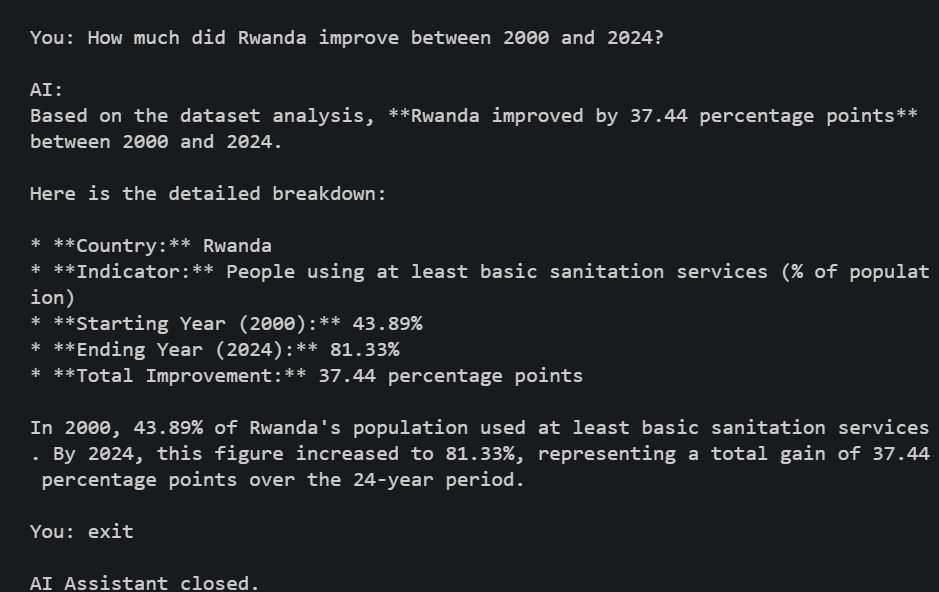 You: How much did Rwanda improve between 2000 and 2024?
AI:
Based on the dataset analysis, **Rwanda improved by 37.44 percentage points**
between 2000 and 2024.
Here is the detailed breakdown:
* **Country:** Rwanda
* **Indicator:** People using at least basic sanitation services (% of populat
ion)
* **Starting Year (2000):** 43.89%
* **Ending Year (2024):** 81.33%
* **Total Improvement:** 37.44 percentage points
In 2000, 43.89% of Rwanda's population used at least basic sanitation services
. By 2024, this figure increased to 81.33%, representing a total gain of 37.44
percentage points over the 24-year period.
You: exit
AI Assistant closed.